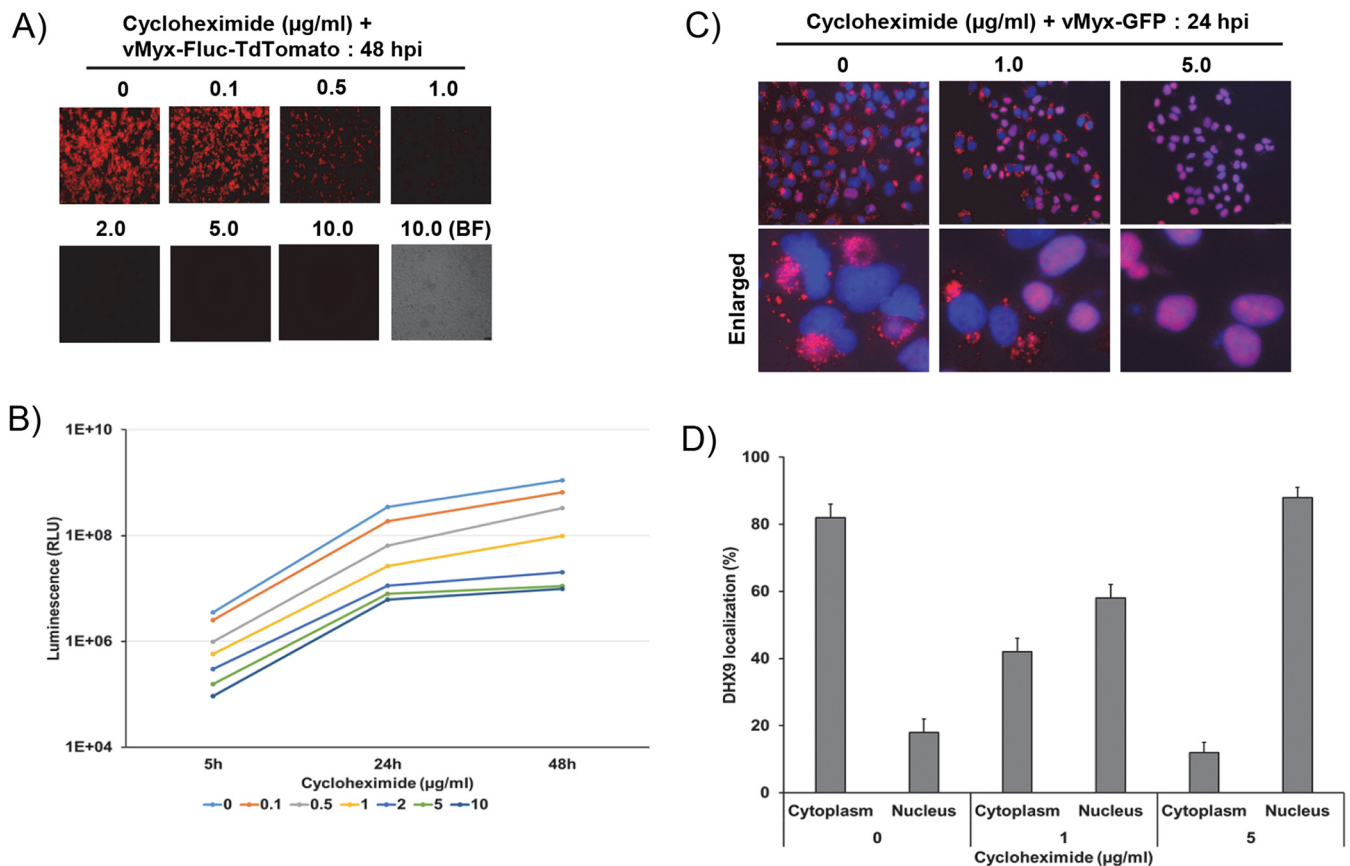 A)
Cycloheximide (µg/ml) +
vMyx-Fluc-TdTomato : 48 hpi
0 0.1 0.5 1.0
2.0 5.0 10.0 10.0 (BF)
B)
1E+10
1E+08
1E+06
1E+04
Luminescence (RLU)
5h 24h 48h
Cycloheximide (µg/ml)
0 0.1 0.5 1 2 5 10
C)
Cycloheximide (µg/ml) + vMyx-GFP : 24 hpi
0 1.0 5.0
Enlarged
D)
100
80
60
40
20
0
DHX9 localization (%)
Cytoplasm Nucleus Cytoplasm Nucleus Cytoplasm Nucleus
0 1 5
Cycloheximide (µg/ml)